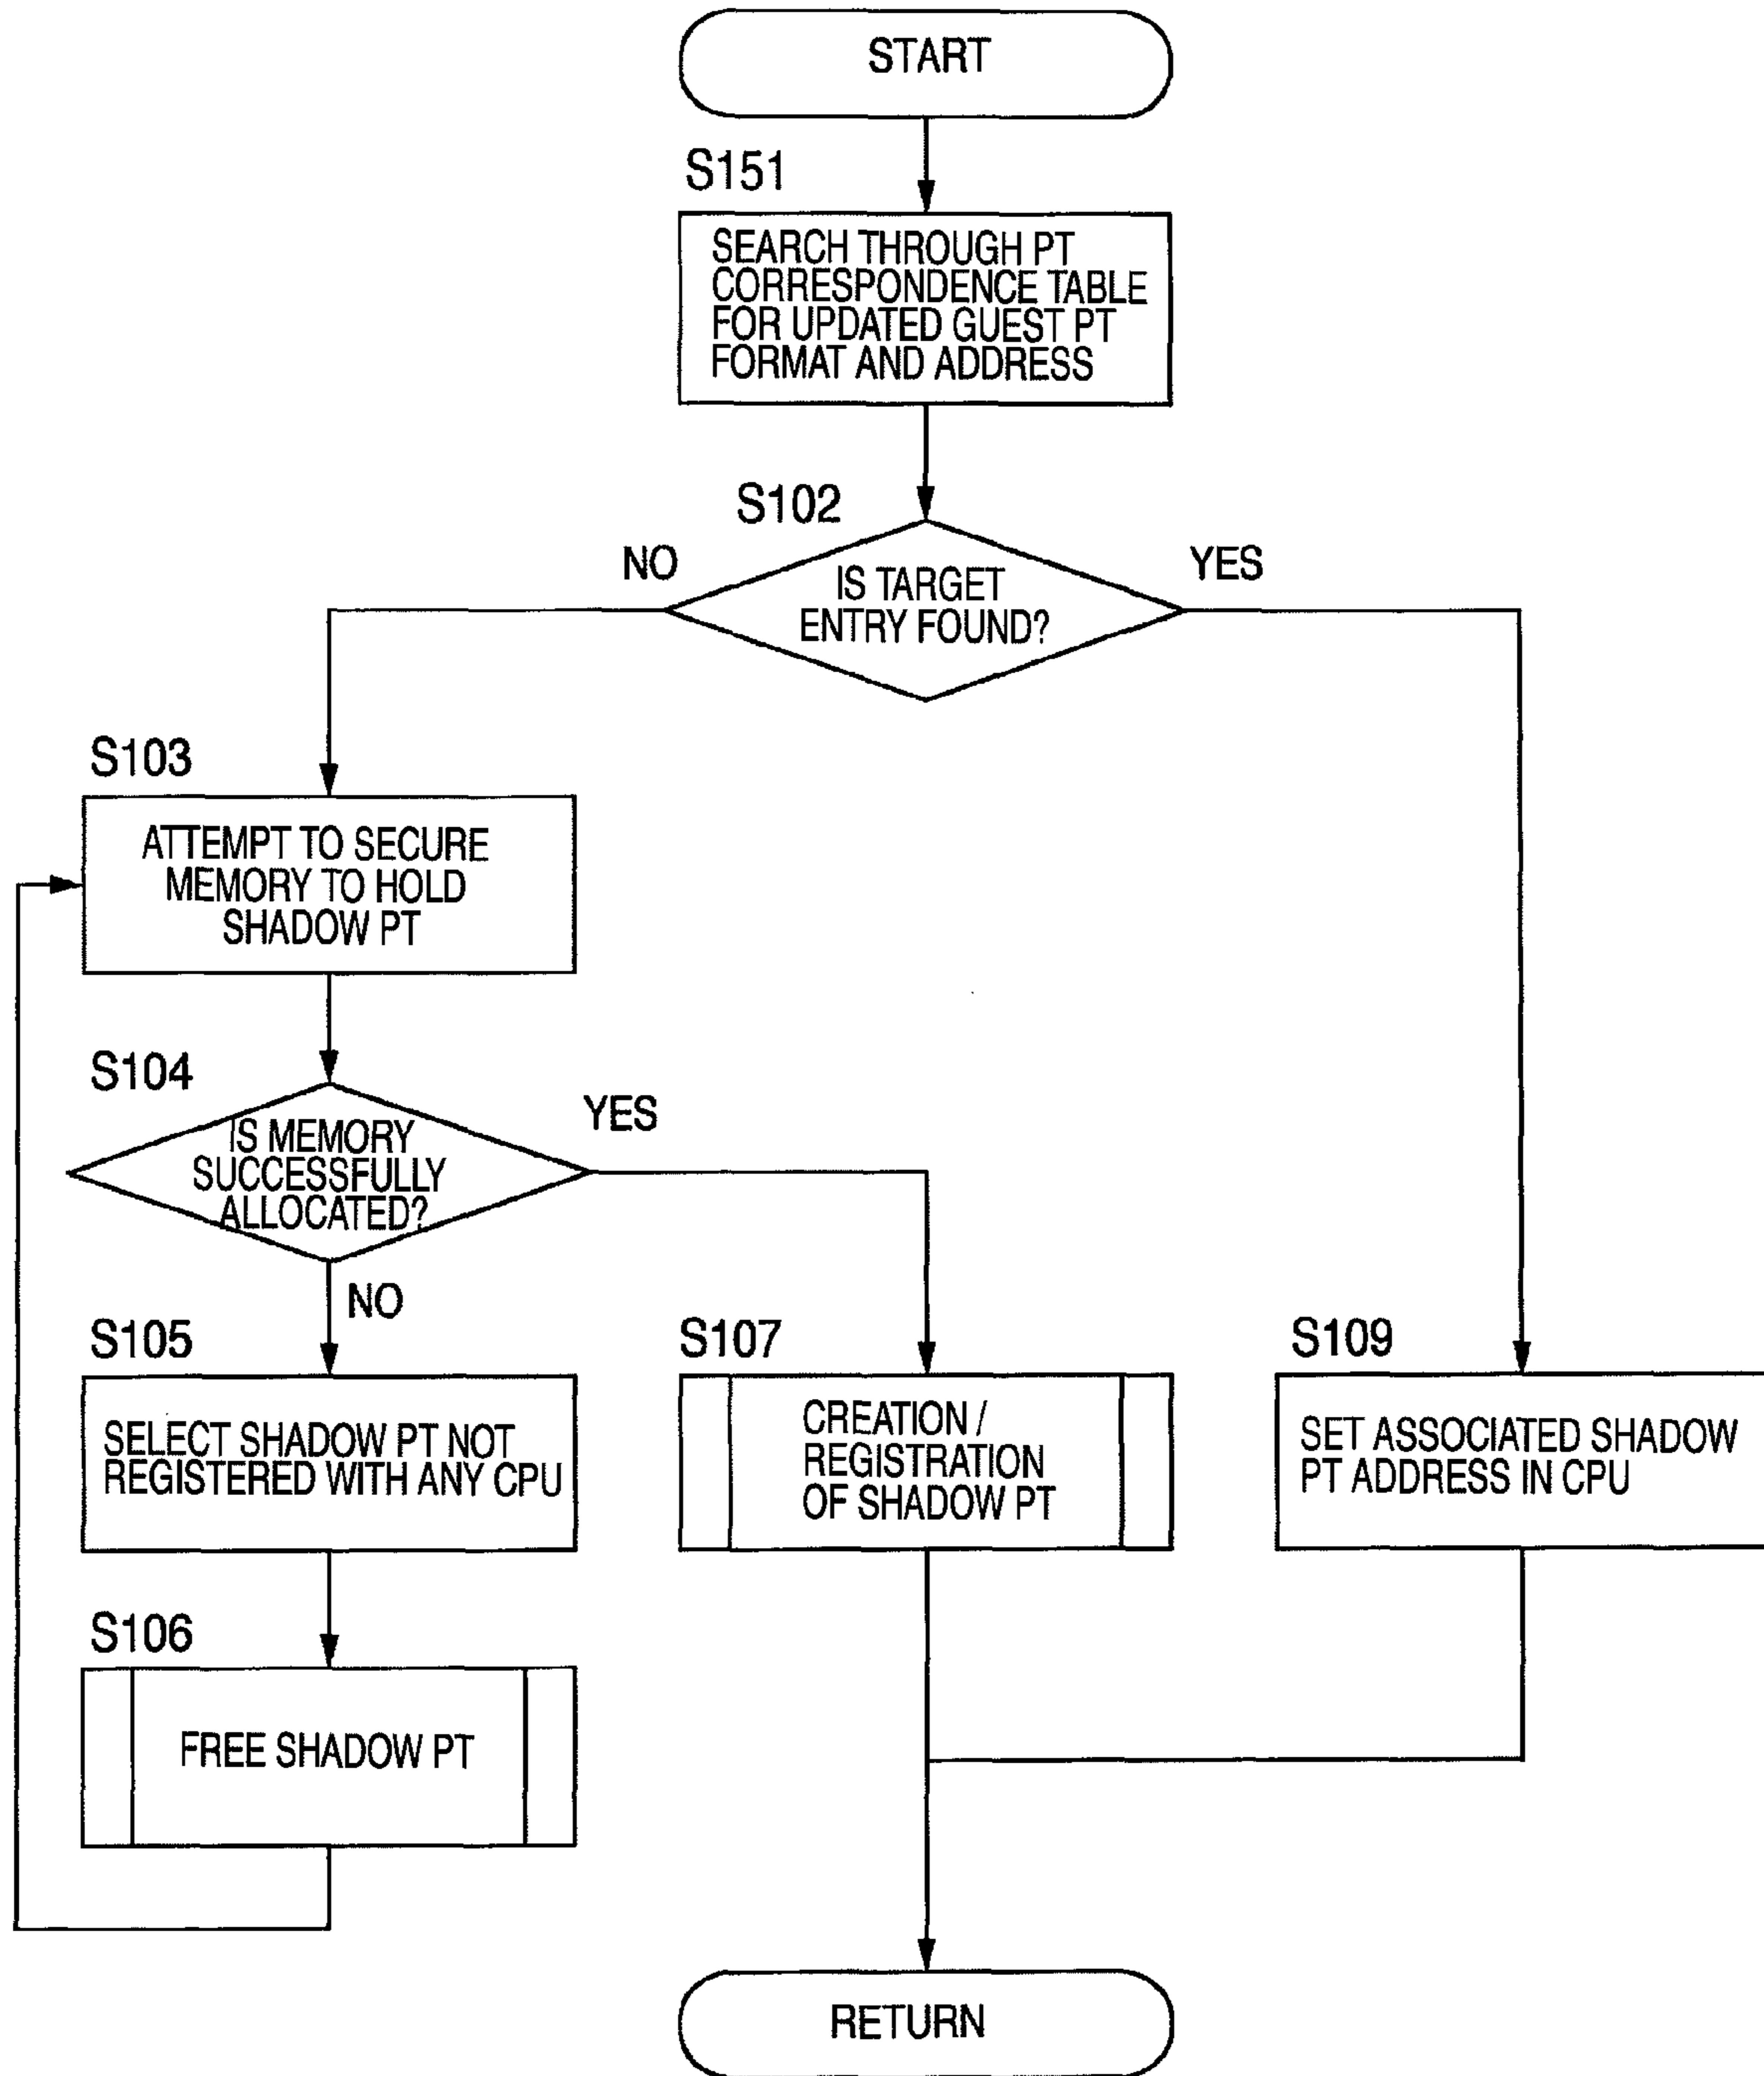 START
S151
SEARCH THROUGH PT
CORRESPONDENCE TABLE
FOR UPDATED GUEST PT
FORMAT AND ADDRESS
S102
NO
YES
IS TARGET
ENTRY FOUND?
S103
ATTEMPT TO SECURE
MEMORY TO HOLD
SHADOW PT
S104
YES
IS MEMORY
SUCCESSFULLY
ALLOCATED?
NO
S105
SELECT SHADOW PT NOT
REGISTERED WITH ANY CPU
S107
CREATION /
REGISTRATION
OF SHADOW PT
S109
SET ASSOCIATED SHADOW
PT ADDRESS IN CPU
S106
FREE SHADOW PT
RETURN